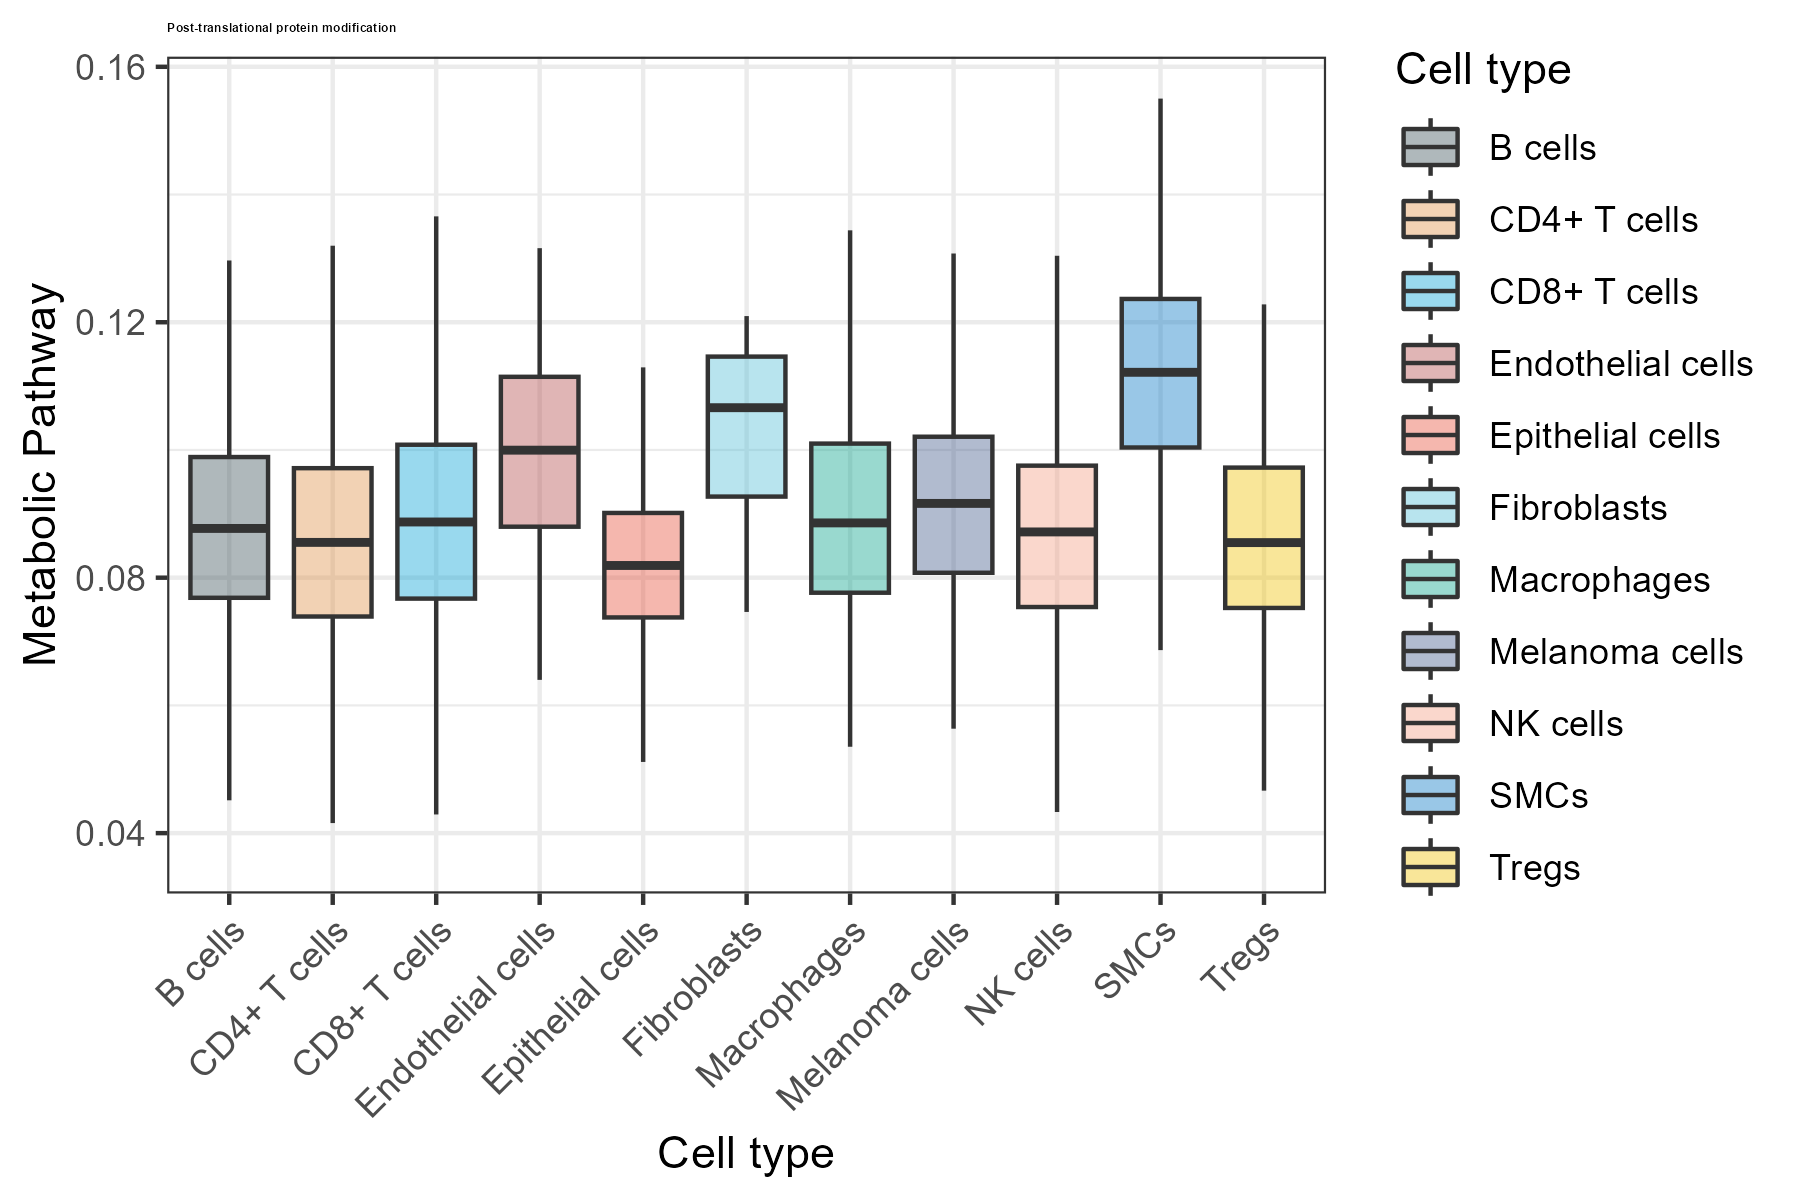 Post-translational protein modification
Metabolic Pathway
0.16
0.12
0.08
0.04
B cells
CD4+ T cells
CD8+ T cells
Endothelial cells
Epithelial cells
Fibroblasts
Macrophages
Melanoma cells
NK cells
SMCs
Tregs
Cell type
Cell type
B cells
CD4+ T cells
CD8+ T cells
Endothelial cells
Epithelial cells
Fibroblasts
Macrophages
Melanoma cells
NK cells
SMCs
Tregs